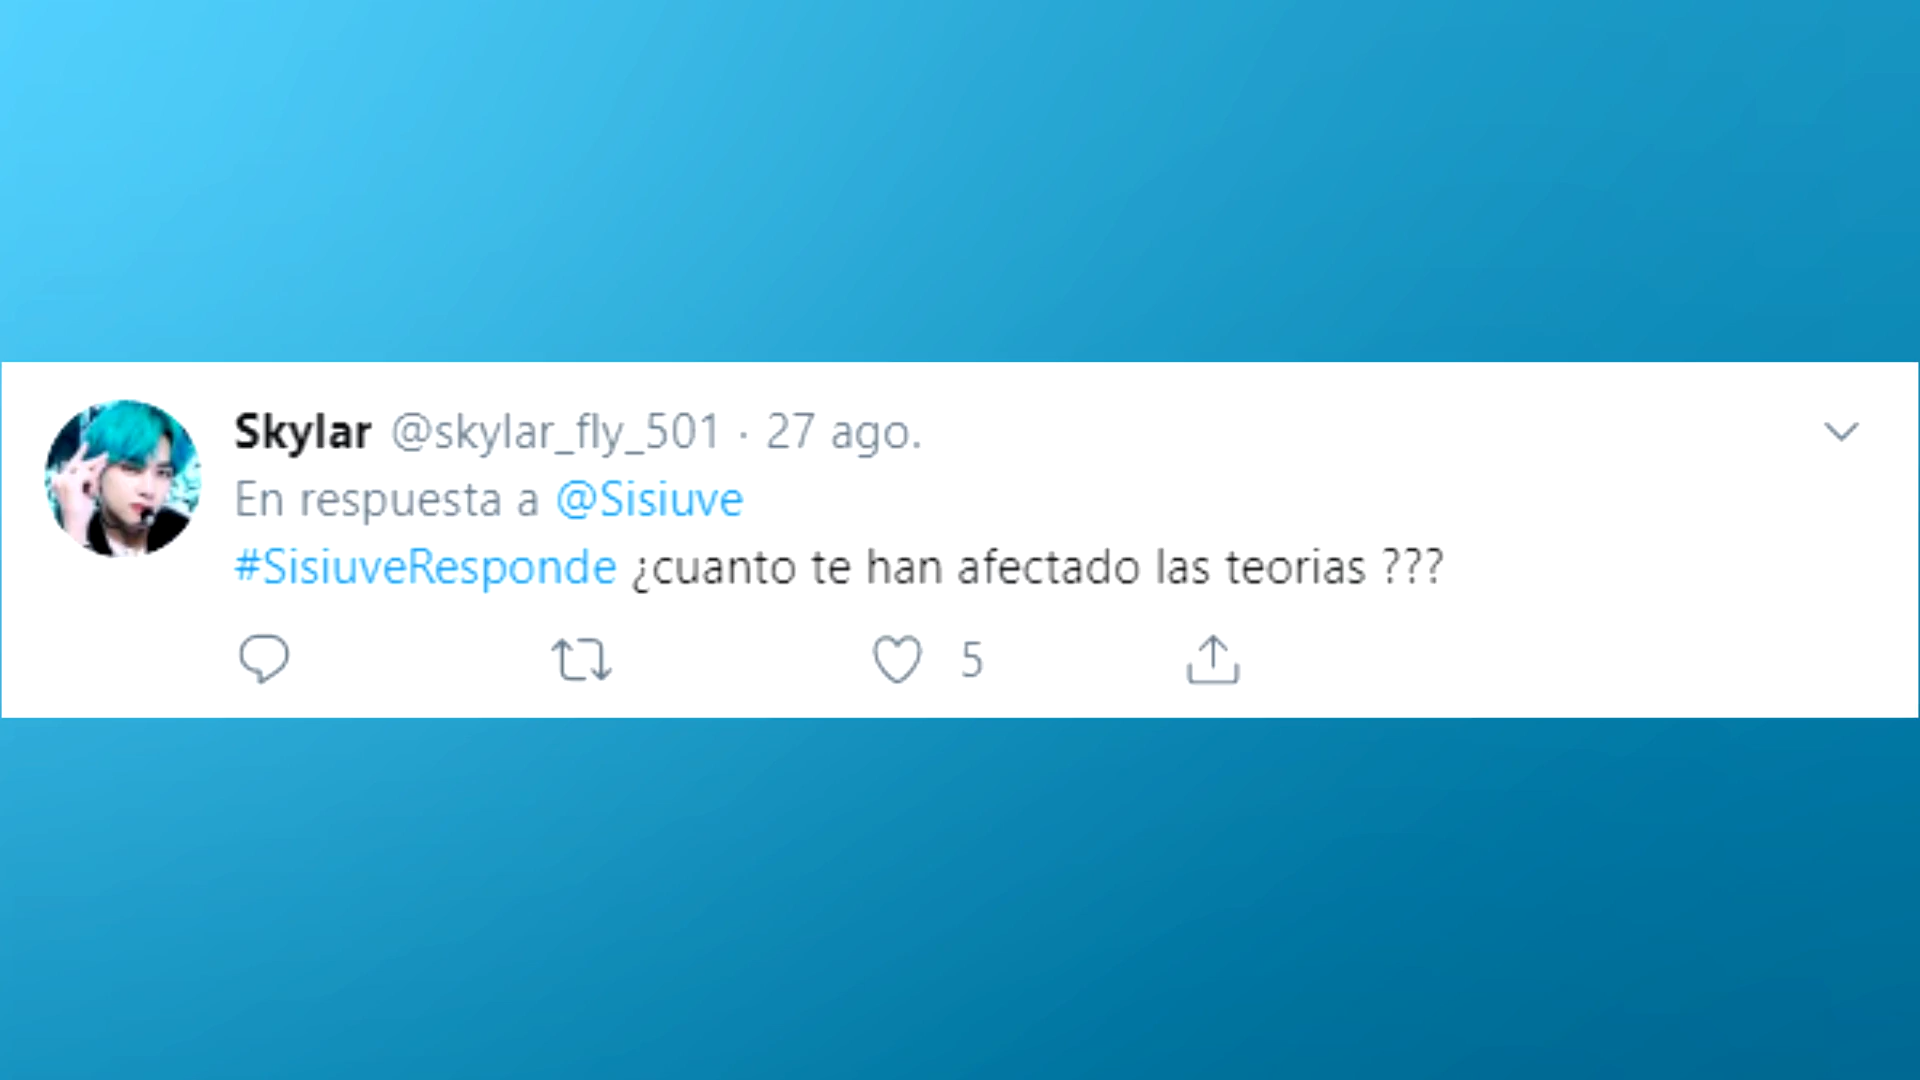 Skylar @skylar_fly_501 · 27 ago.
En respuesta a @Sisiuve
#SisiuveResponde ¿cuanto te han afectado las teorias ???
5